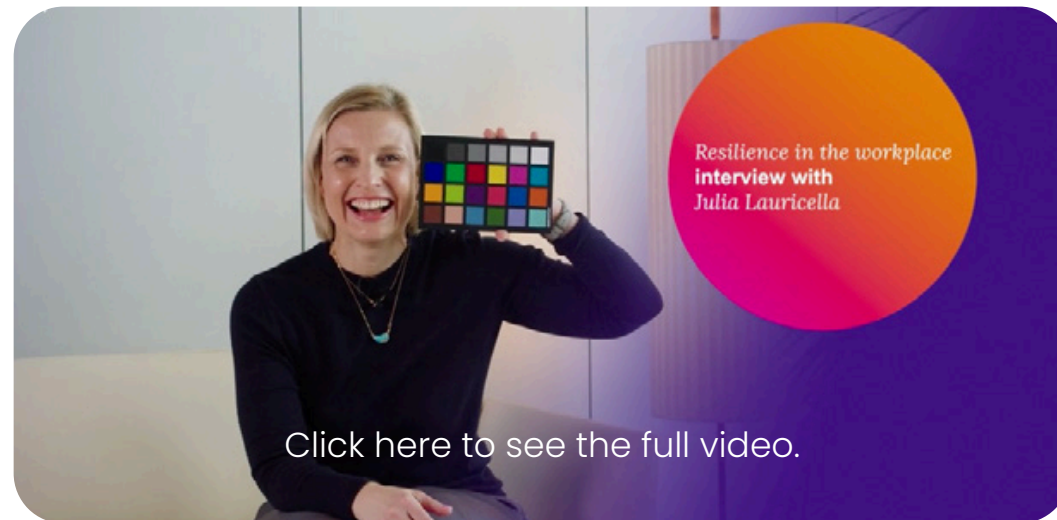 Resilience in the workplace
interview with
Julia Lauricella
Click here to see the full video.